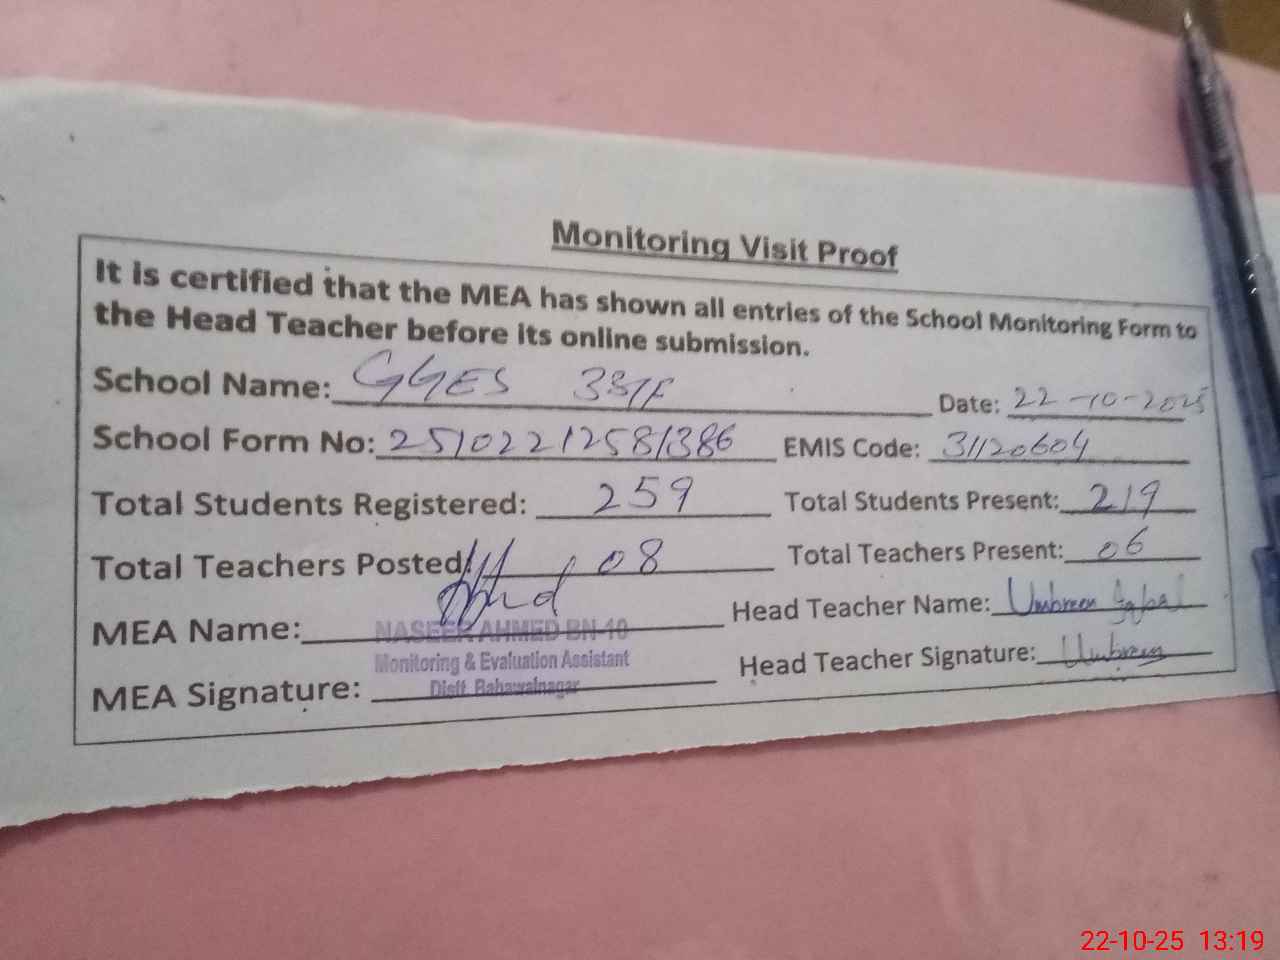 Monitoring Visit Proof
It is certified that the MEA has shown all entries of the School Monitoring Form to
the Head Teacher before its online submission.
School Name: GGES Date: 22-10-2025
School Form No: 25102212581386 EMIS Code: 31120604
Total Students Registered: 259 Total Students Present: 219
Total Teachers Posted: 08 Total Teachers Present: 06
MEA Name: Head Teacher Name: Umbreen Iqbal
NASEER AHMED BN-10
Monitoring & Evaluation Assistant
MEA Signature: Head Teacher Signature: Umbreen
Distt. Bahawalnagar
22-10-25 13:19